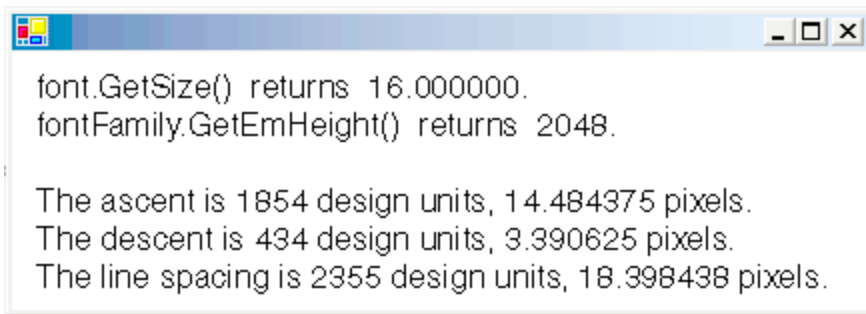 font.GetSize() returns 16.000000.
fontFamily.GetEmHeight() returns 2048.
The ascent is 1854 design units, 14.484375 pixels.
The descent is 434 design units, 3.390625 pixels.
The line spacing is 2355 design units, 18.398438 pixels.